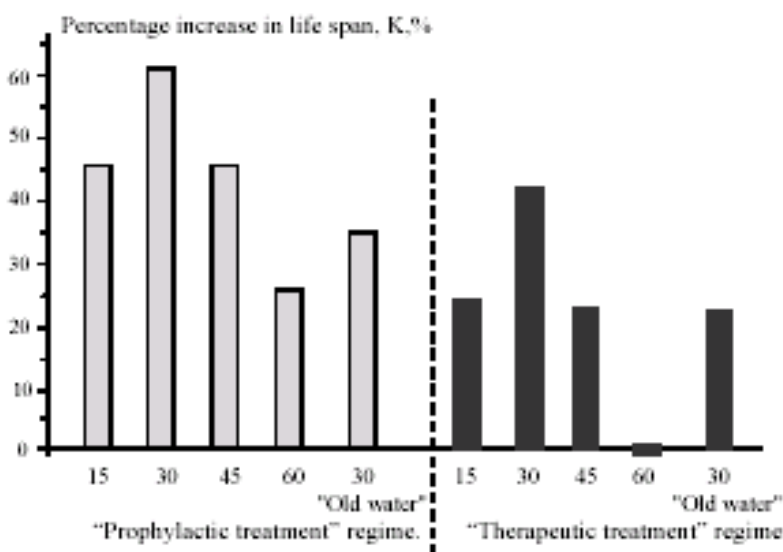 Percentage increase in life span, K,%
60
50
40
30
20
10
0
15 30 45 60 30 15 30 45 60 30
"Old water" "Old water"
“Prophylactic treatment” regime. “Therapeutic treatment” regime